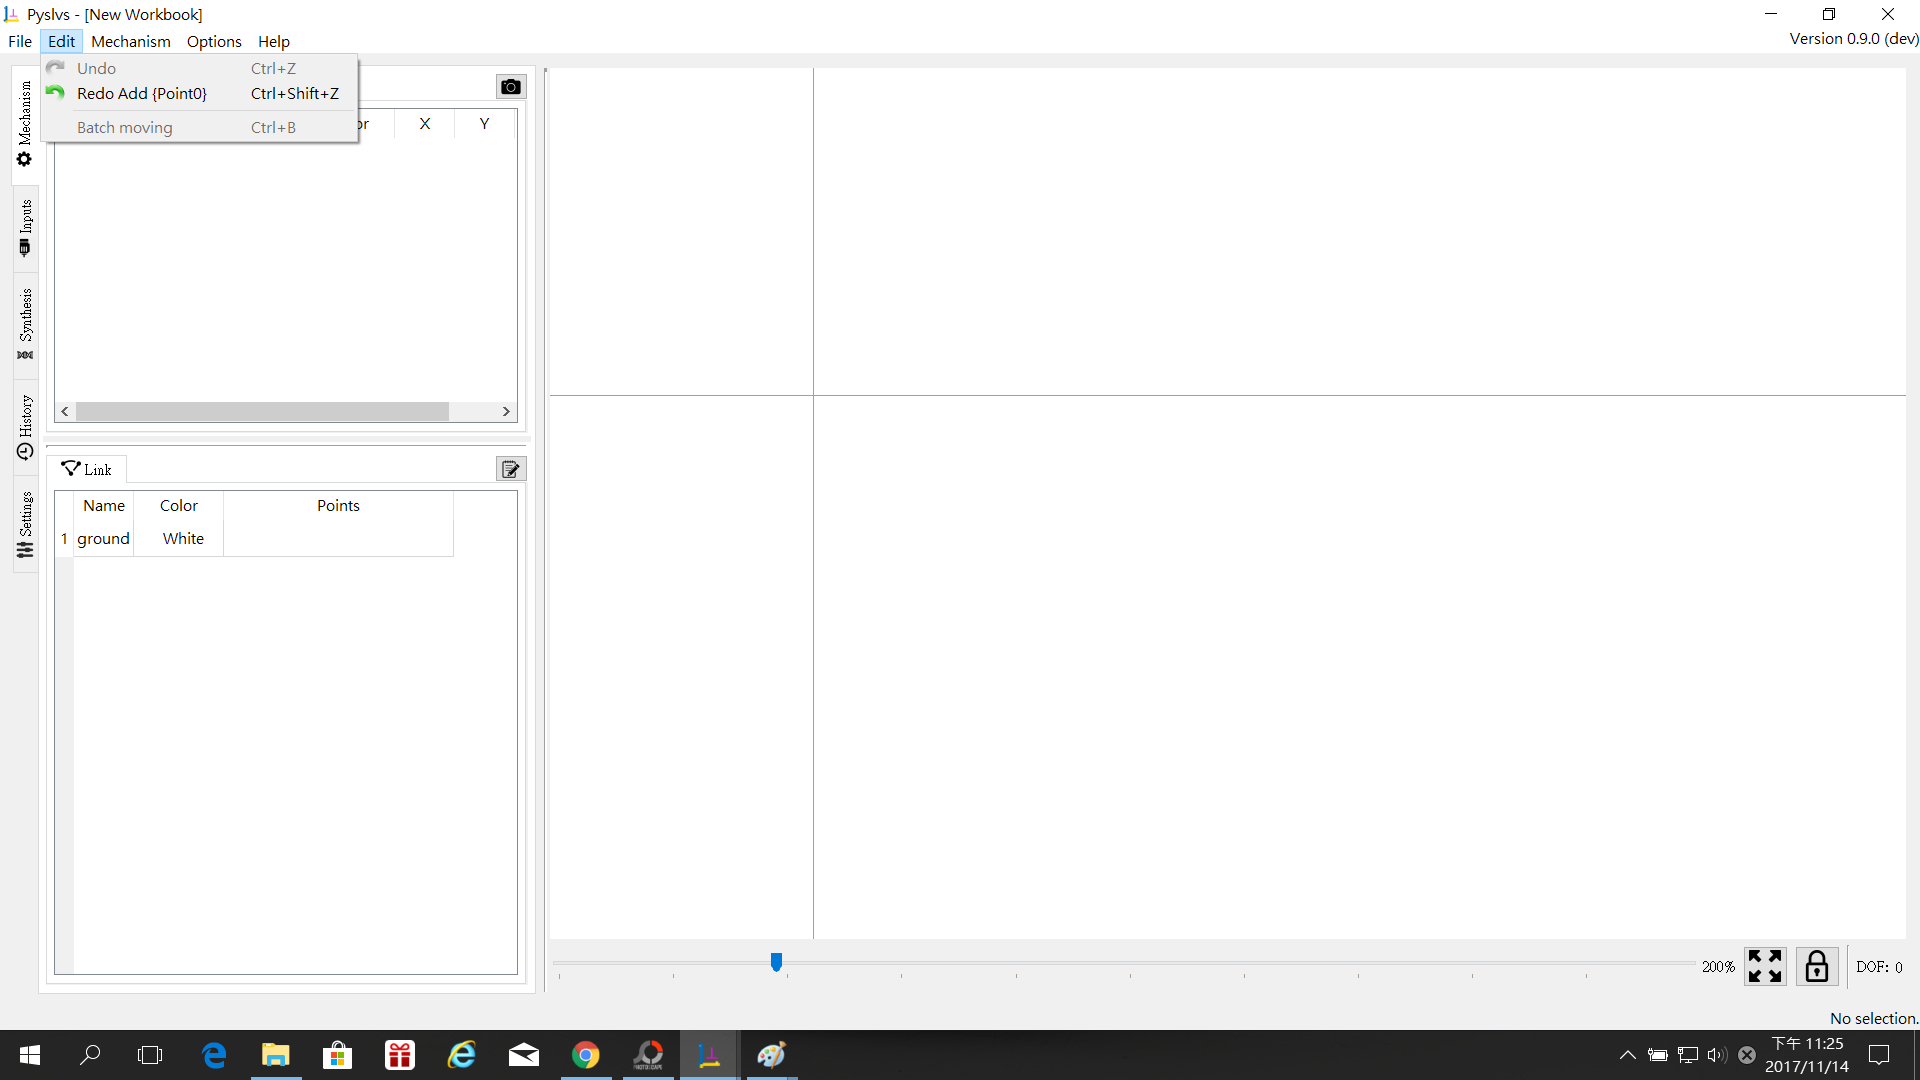 Pyslvs - [New Workbook]
File Edit Mechanism Options Help
Version 0.9.0 (dev)
Undo Ctrl+Z
Redo Add {Point0} Ctrl+Shift+Z
Batch moving Ctrl+B
or X Y
Mechanism
Inputs
Synthesis
History
Settings
Link
Name Color Points
1 ground White
200%
DOF: 0
No selection.
下午 11:25
2017/11/14